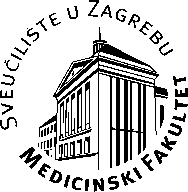 SVEUČILIŠTE U ZAGREBU
MEDICINSKI FAKULTET